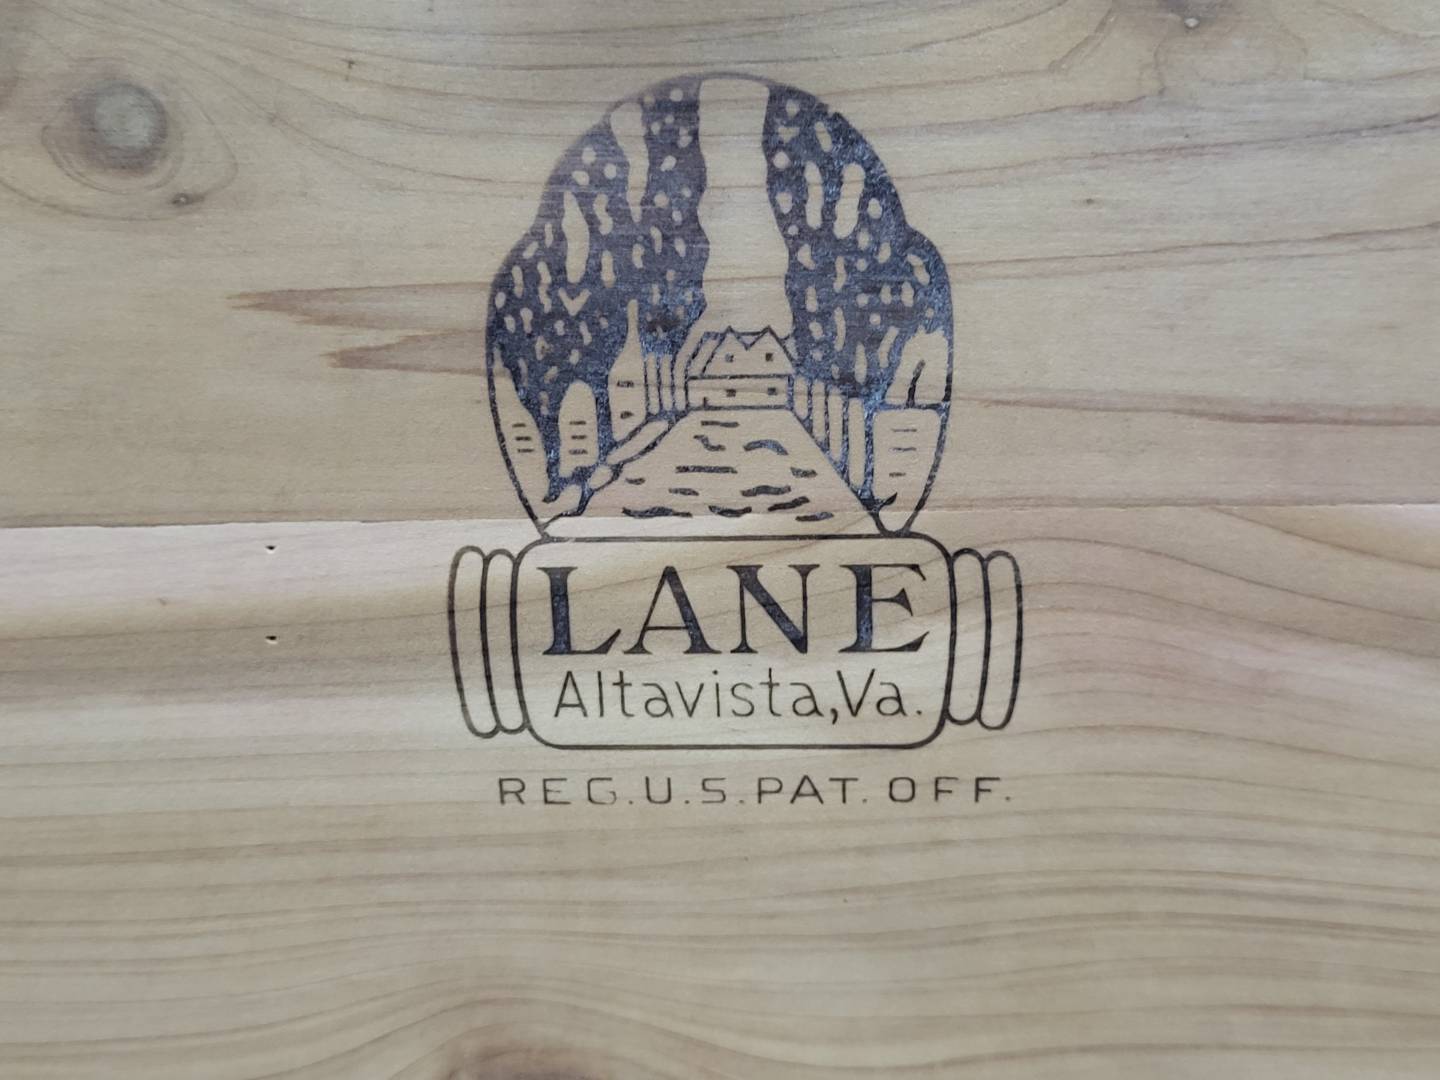 LANE
Altavista,Va.
REG.U.S.PAT. OFF.